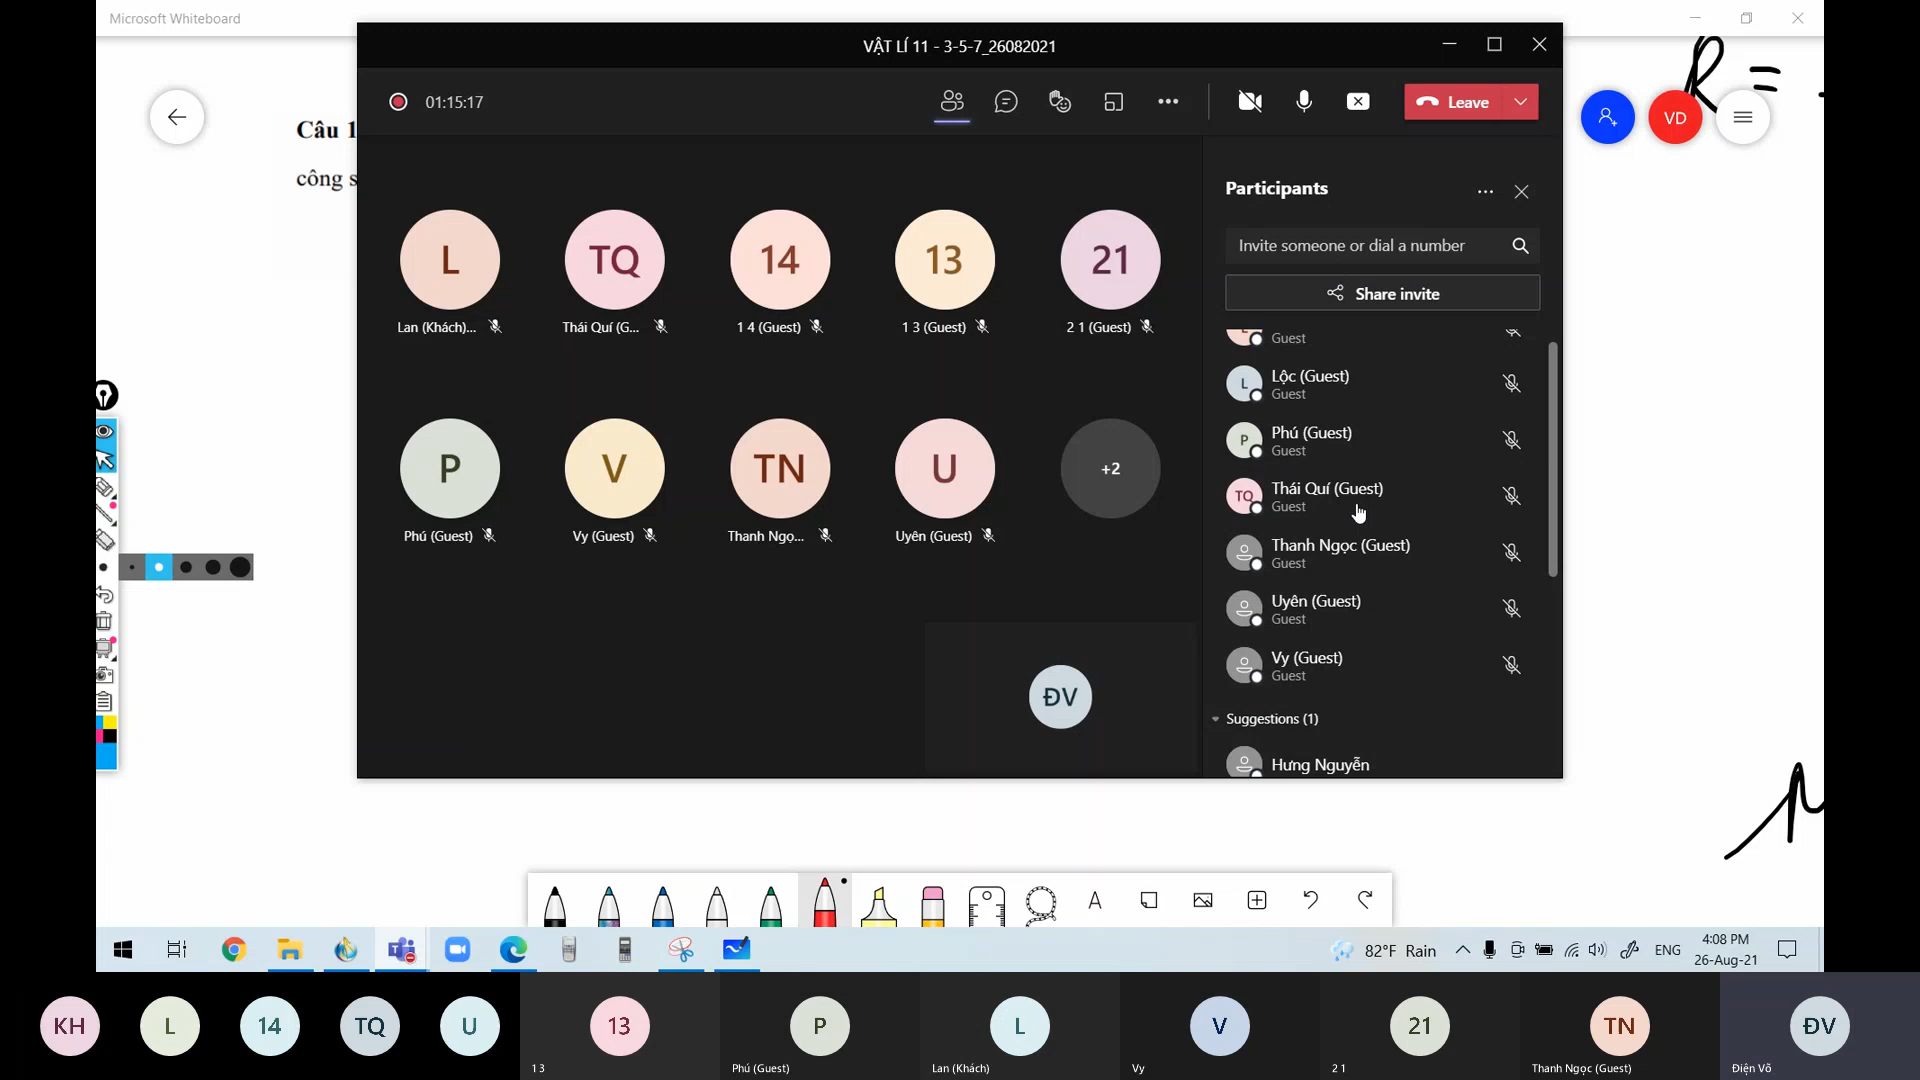 Microsoft Whiteboard
VẬT LÍ 11 - 3-5-7_26082021
R =
01:15:17
Leave
VD
Câu 1
công s
Participants
Invite someone or dial a number
Share invite
L
TQ
14
13
21
Lan (Khách)...
Thái Quí (G...
1 4 (Guest)
1 3 (Guest)
2 1 (Guest)
Guest
L
Lộc (Guest)
Guest
P
Phú (Guest)
Guest
TQ
Thái Quí (Guest)
Guest
Thanh Ngọc (Guest)
Guest
Uyên (Guest)
Guest
Vy (Guest)
Guest
P
V
TN
U
+2
Phú (Guest)
Vy (Guest)
Thanh Ngọ...
Uyên (Guest)
ĐV
Suggestions (1)
Hưng Nguyễn
A
82°F Rain
ENG
4:08 PM
26-Aug-21
KH
L
14
TQ
U
13
P
L
V
21
TN
ĐV
1 3
Phú (Guest)
Lan (Khách)
Vy
2 1
Thanh Ngọc (Guest)
Điện Võ